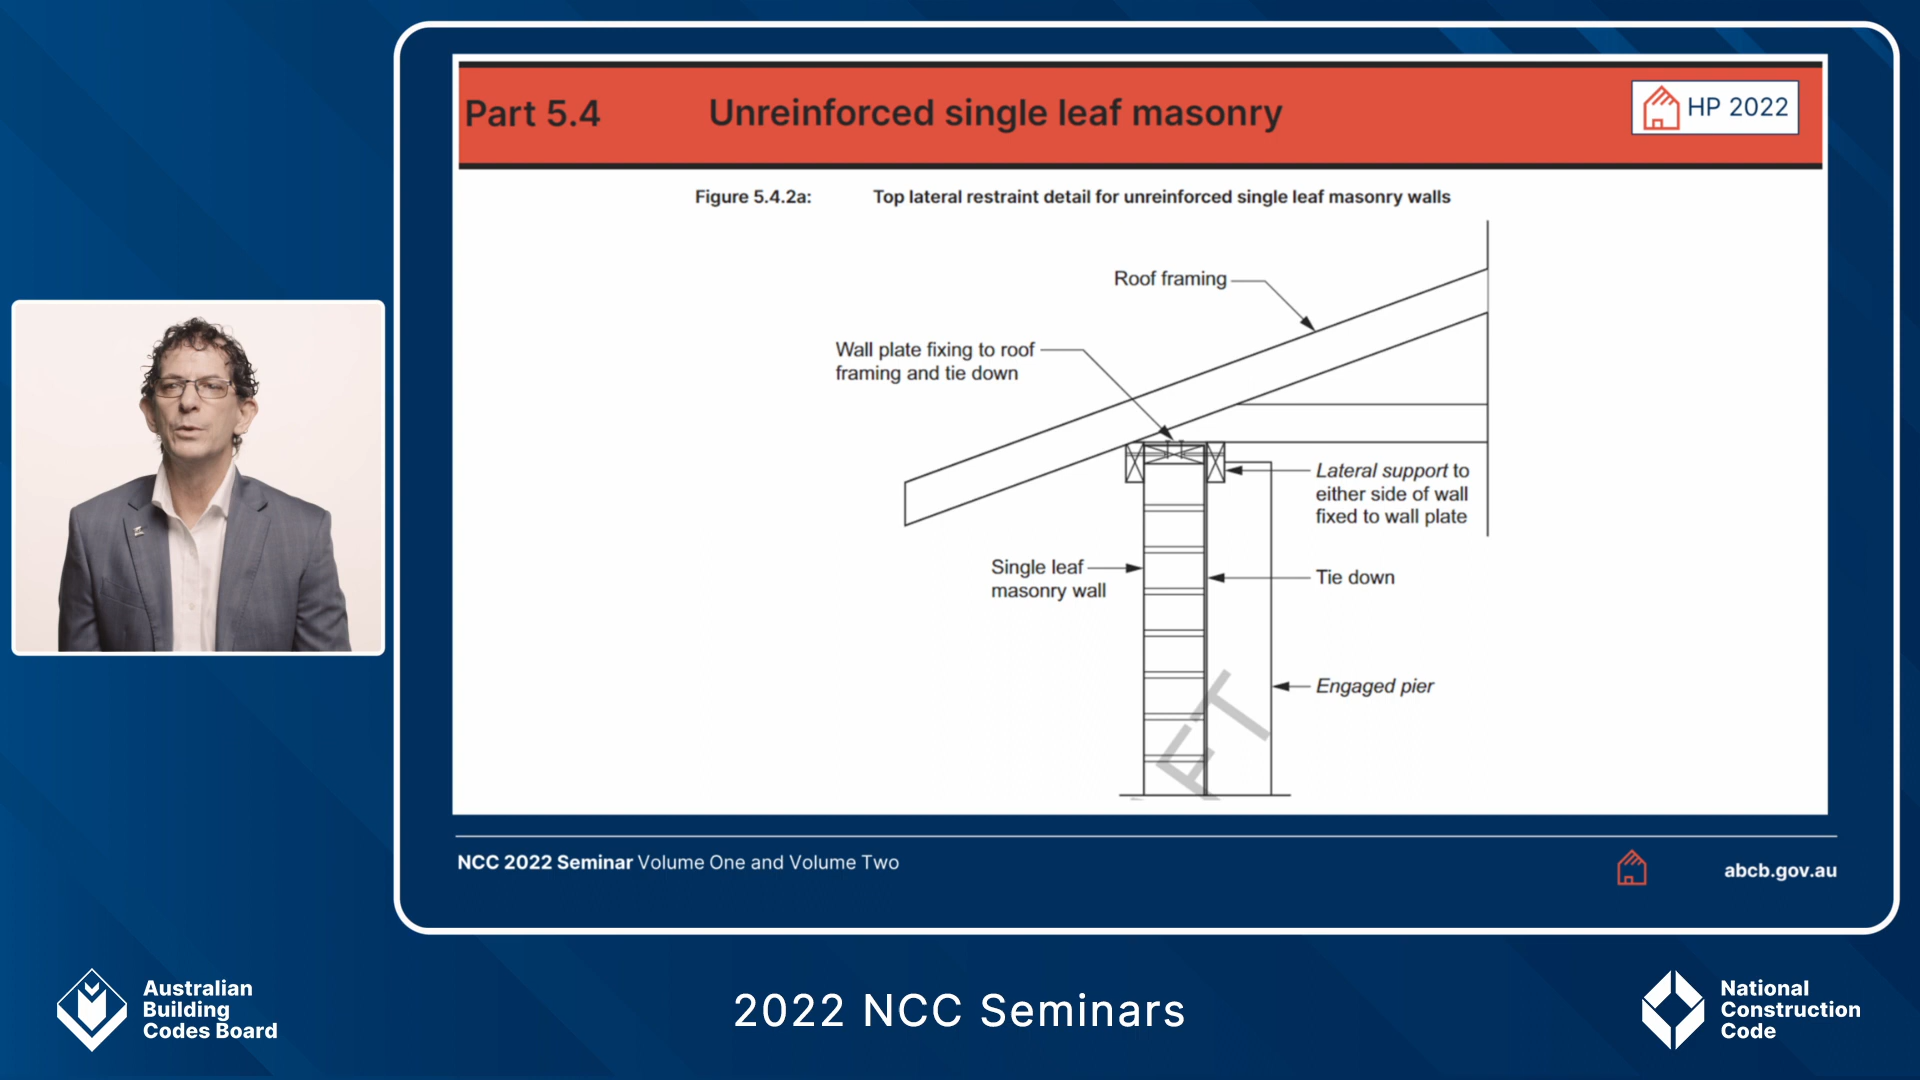 Part 5.4
Unreinforced single leaf masonry
HP 2022
Figure 5.4.2a:
Top lateral restraint detail for unreinforced single leaf masonry walls
Roof framing
Wall plate fixing to roof
framing and tie down
Lateral support to
either side of wall
fixed to wall plate
Single leaf
masonry wall
Tie down
Engaged pier
FT
NCC 2022 Seminar Volume One and Volume Two
abcb.gov.au
Australian
Building
Codes Board
2022 NCC Seminars
National
Construction
Code